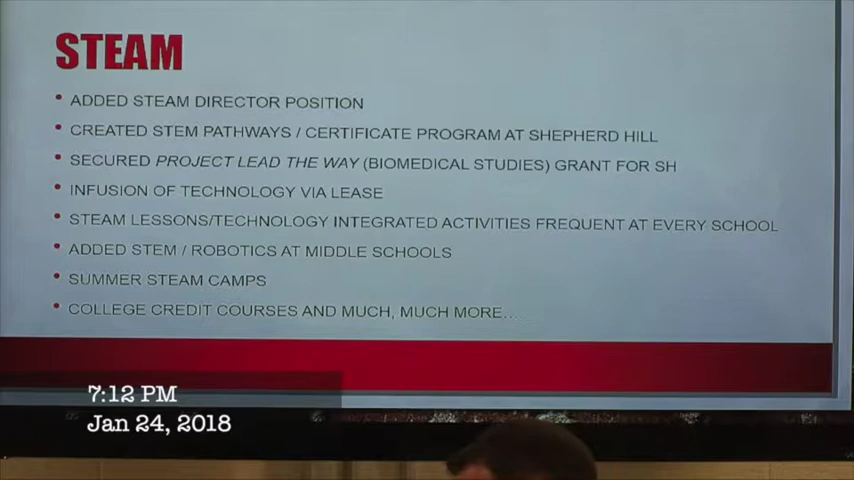 STEAM
• ADDED STEAM DIRECTOR POSITION
• CREATED STEM PATHWAYS / CERTIFICATE PROGRAM AT SHEPHERD HILL
• SECURED PROJECT LEAD THE WAY (BIOMEDICAL STUDIES) GRANT FOR SH
• INFUSION OF TECHNOLOGY VIA LEASE
• STEAM LESSONS/TECHNOLOGY INTEGRATED ACTIVITIES FREQUENT AT EVERY SCHOOL
• ADDED STEM / ROBOTICS AT MIDDLE SCHOOLS
• SUMMER STEAM CAMPS
• COLLEGE CREDIT COURSES AND MUCH, MUCH MORE…
7:12 PM
Jan 24, 2018